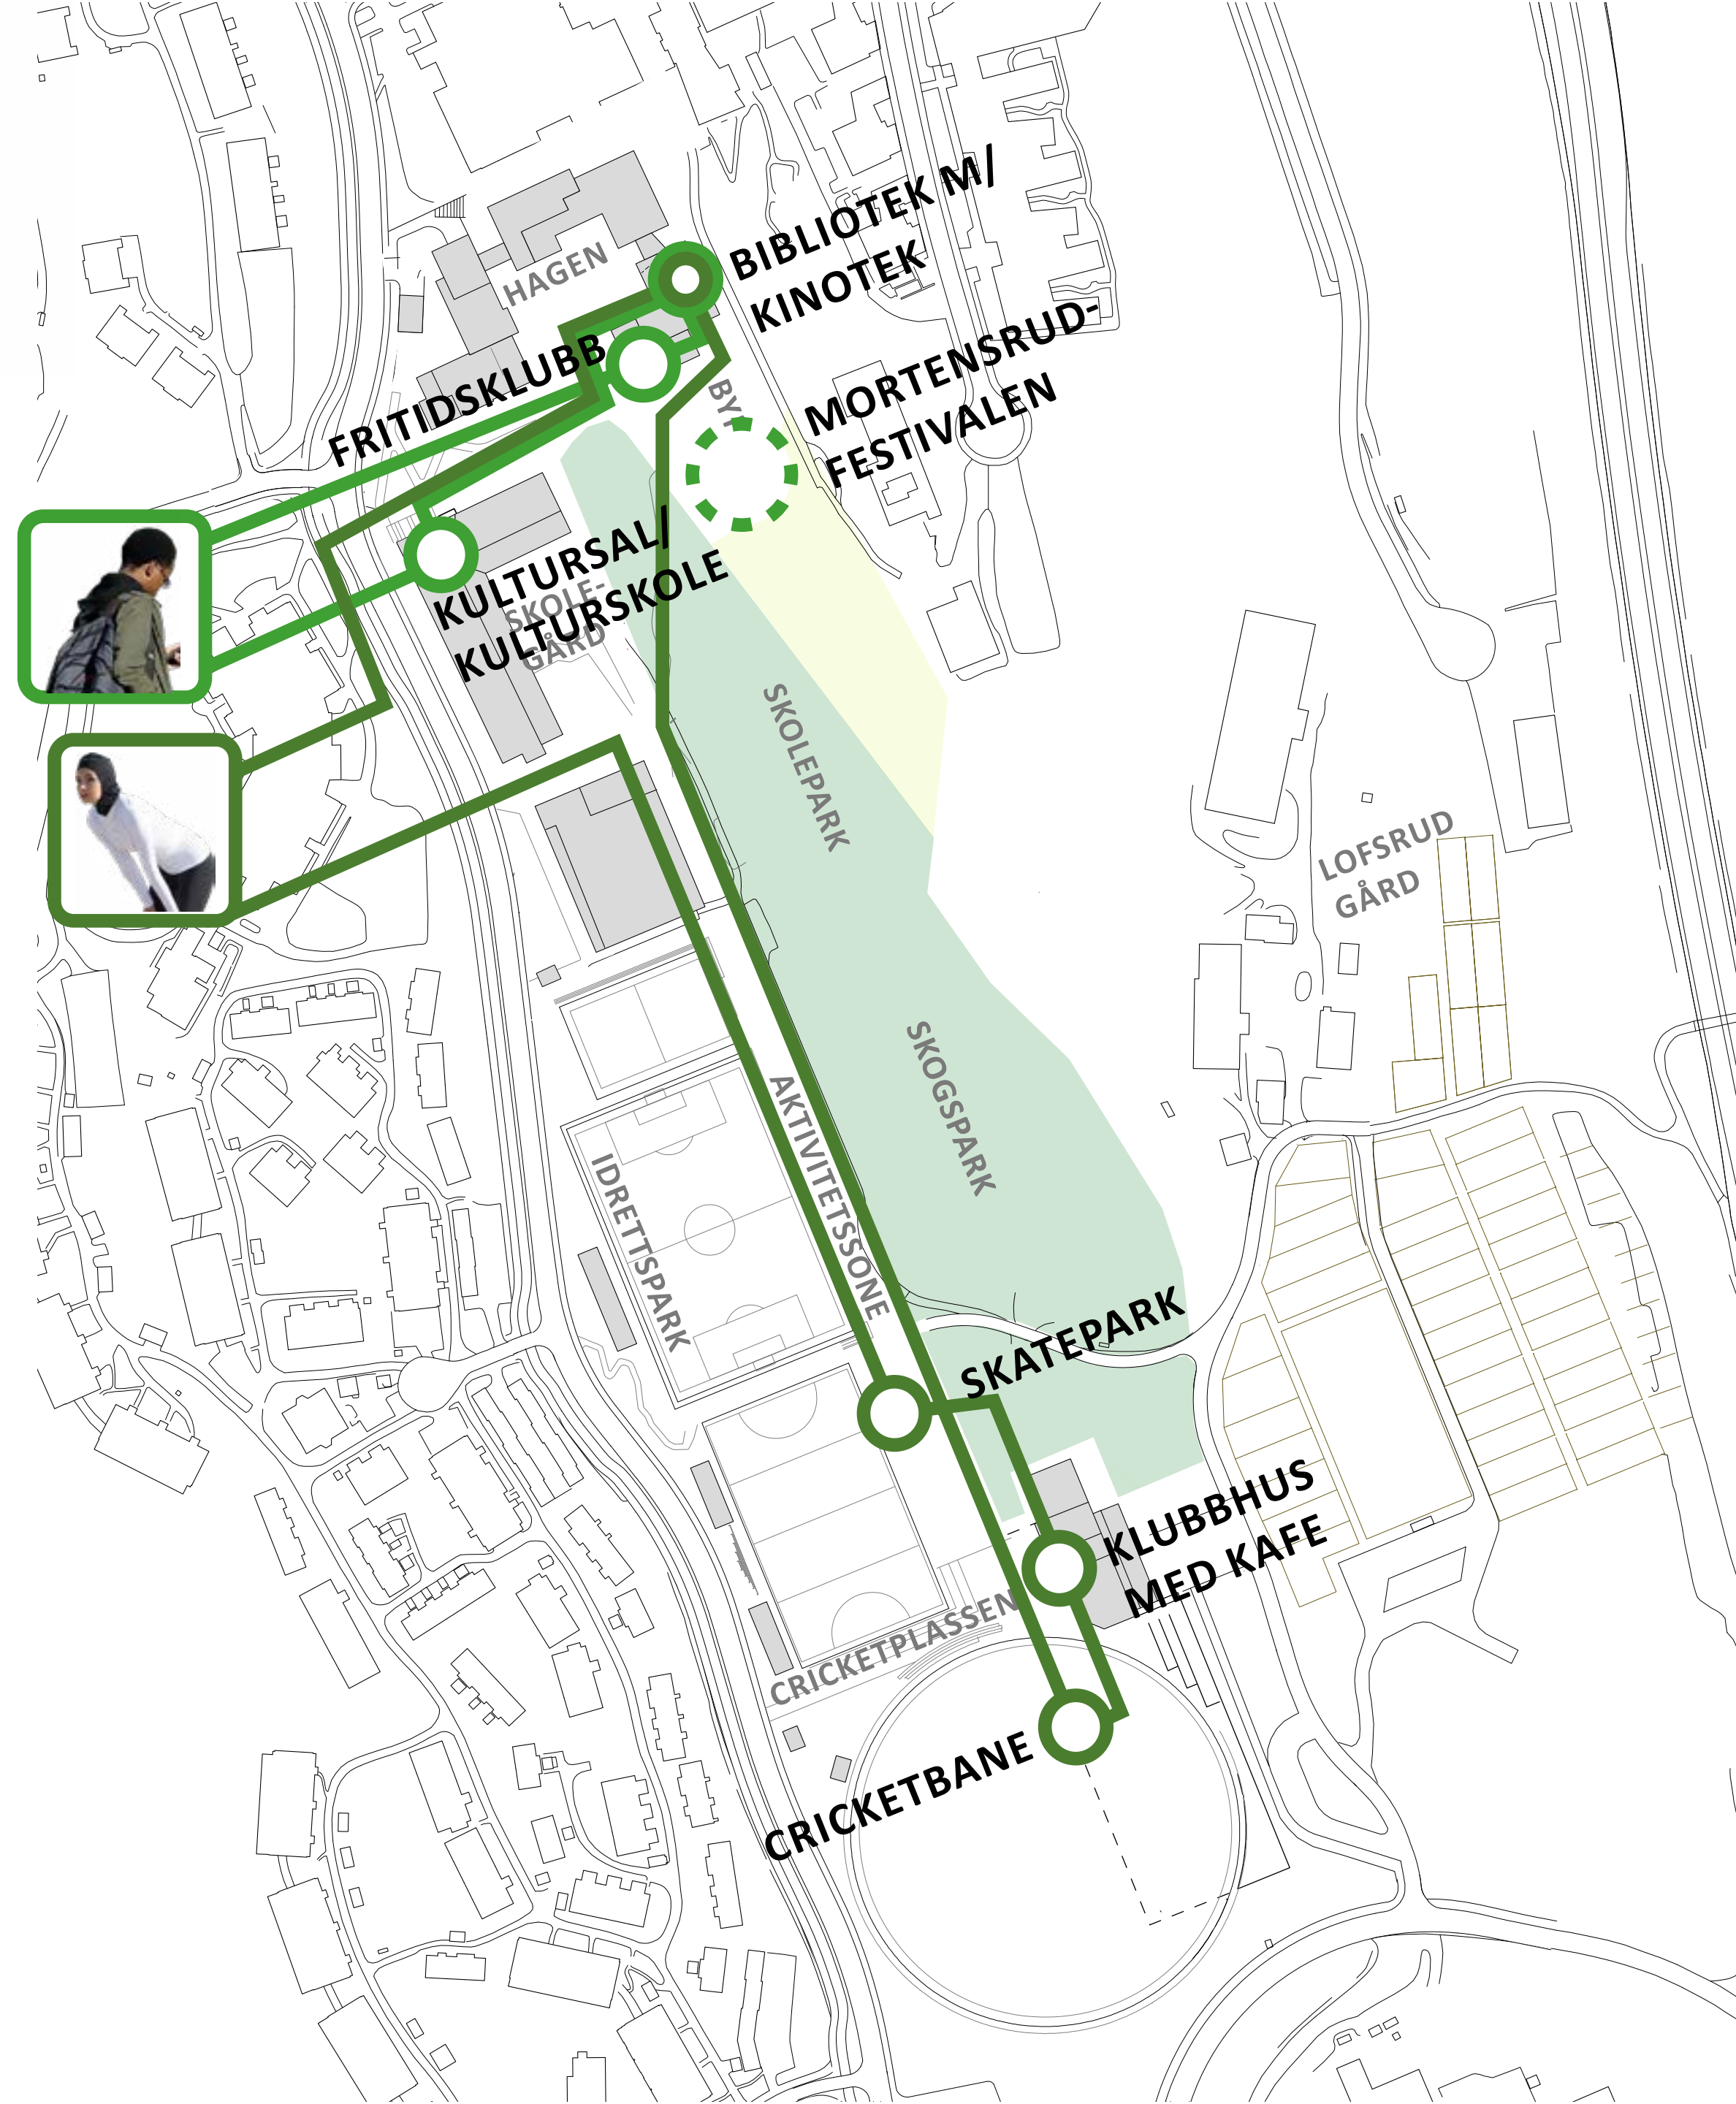 BIBLIOTEK M/
KINOTEK
HAGEN
MORTENSRUD-
FESTIVALEN
FRITIDSKLUBB
KULTURSAL/
KULTURSKOLE
SKOLE-
GÅRD
SKOLEPARK
LOFSRUD
GÅRD
SKOGSPARK
AKTIVITETSSONE
IDRETTSPARK
SKATEPARK
KLUBBHUS
MED KAFE
CRICKETPLASSEN
CRICKETBANE